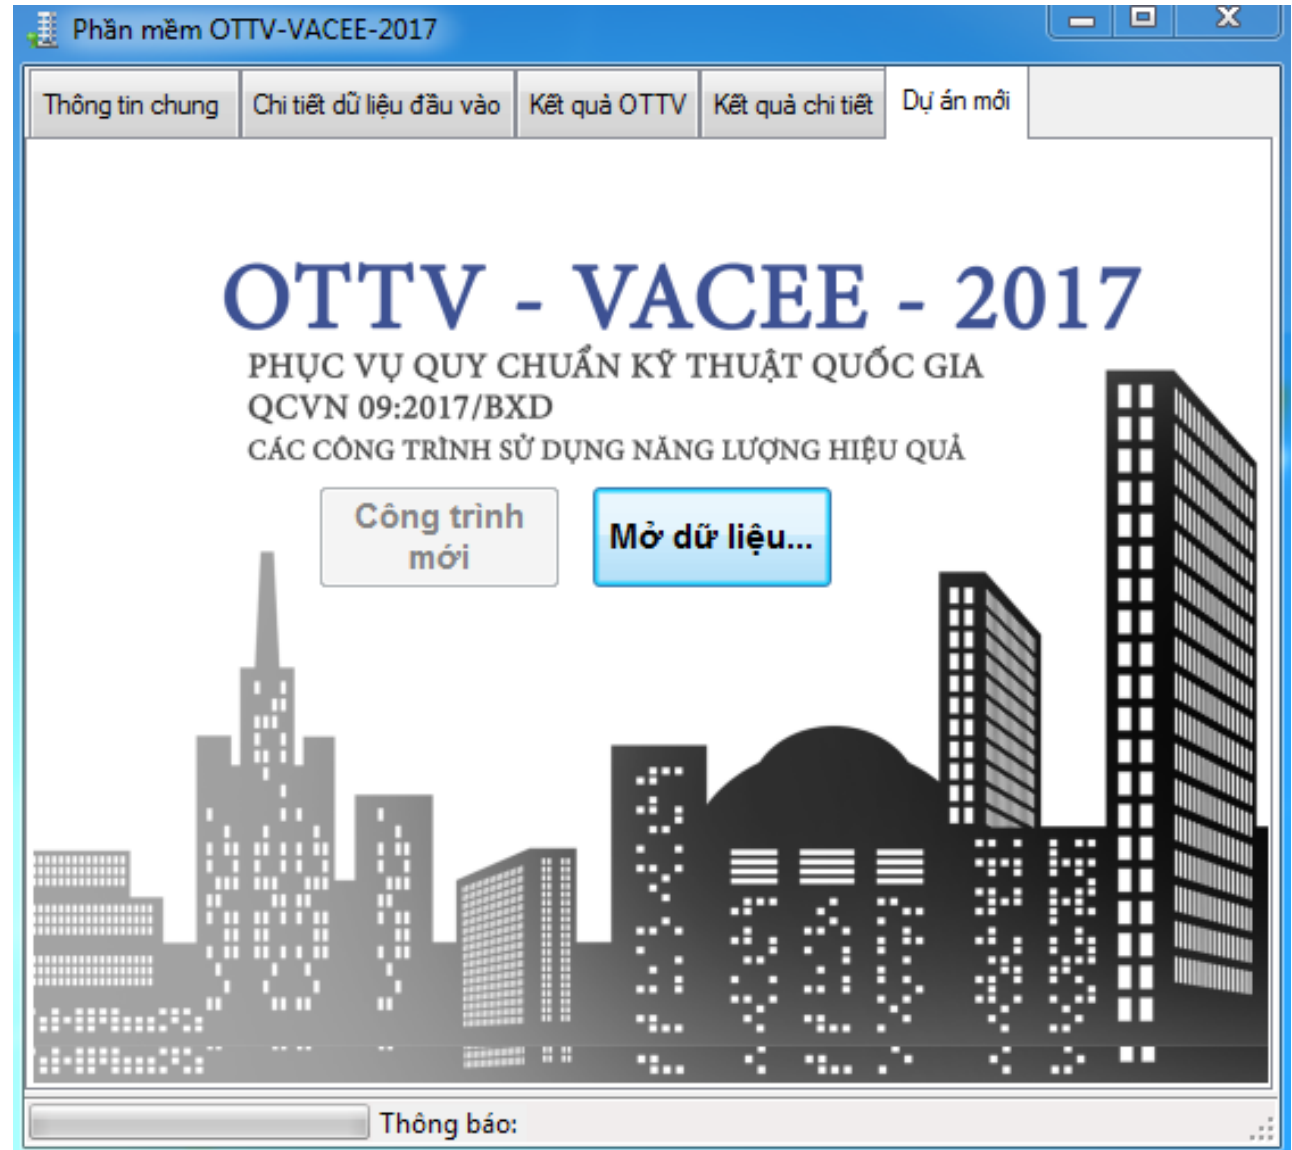 Phần mềm OTTV-VACEE-2017
Thông tin chung
Chi tiết dữ liệu đầu vào
Kết quả OTTV
Kết quả chi tiết
Dự án mới
OTTV - VACEE - 2017
PHỤC VỤ QUY CHUẨN KỸ THUẬT QUỐC GIA
QCVN 09:2017/BXD
CÁC CÔNG TRÌNH SỬ DỤNG NĂNG LƯỢNG HIỆU QUẢ
Công trình
mới
Mở dữ liệu...
Thông báo: